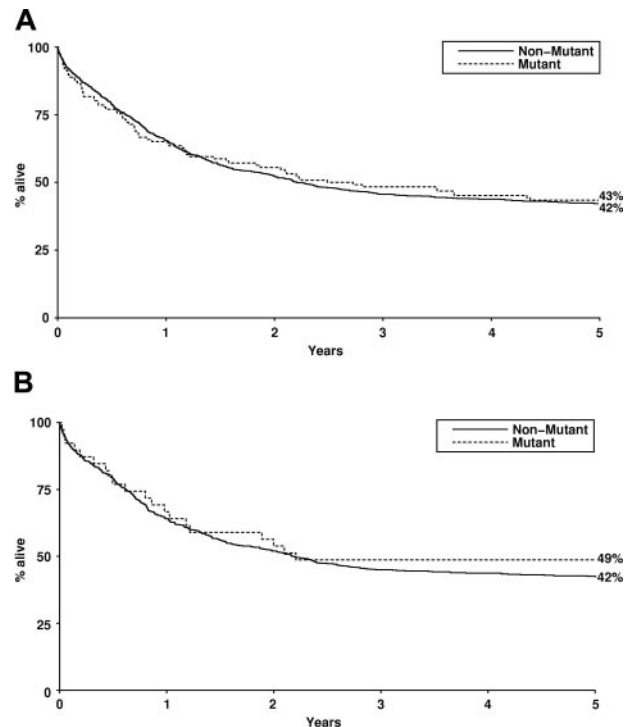 A
100
75
50
25
0
% alive
Non-Mutant
Mutant
43%
42%
0 1 2 3 4 5
Years
B
100
75
50
25
0
% alive
Non-Mutant
Mutant
49%
42%
0 1 2 3 4 5
Years